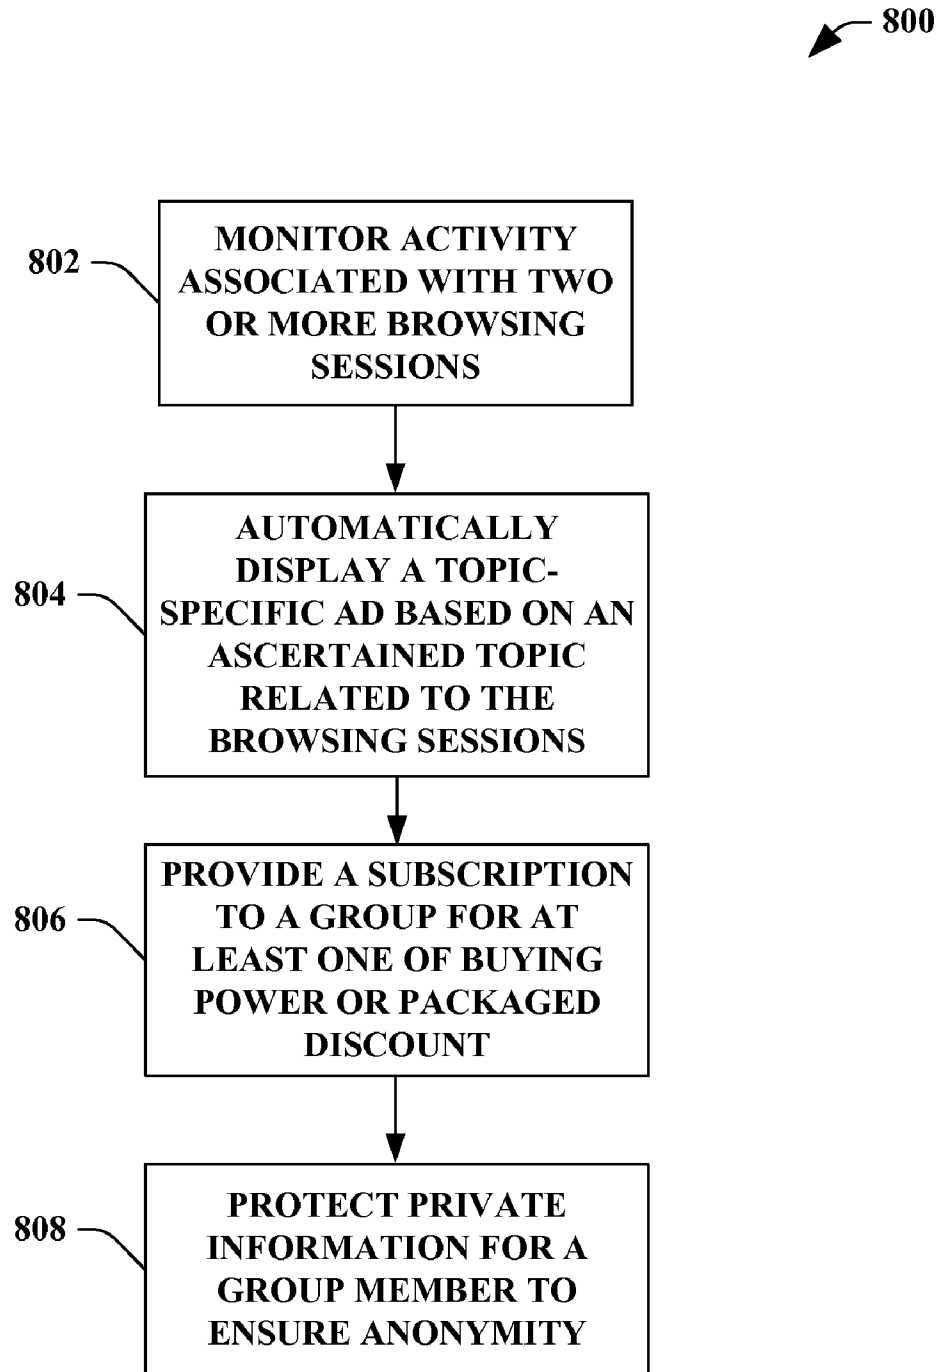 800
802
MONITOR ACTIVITY
ASSOCIATED WITH TWO
OR MORE BROWSING
SESSIONS
804
AUTOMATICALLY
DISPLAY A TOPIC-
SPECIFIC AD BASED ON AN
ASCERTAINED TOPIC
RELATED TO THE
BROWSING SESSIONS
806
PROVIDE A SUBSCRIPTION
TO A GROUP FOR AT
LEAST ONE OF BUYING
POWER OR PACKAGED
DISCOUNT
808
PROTECT PRIVATE
INFORMATION FOR A
GROUP MEMBER TO
ENSURE ANONYMITY